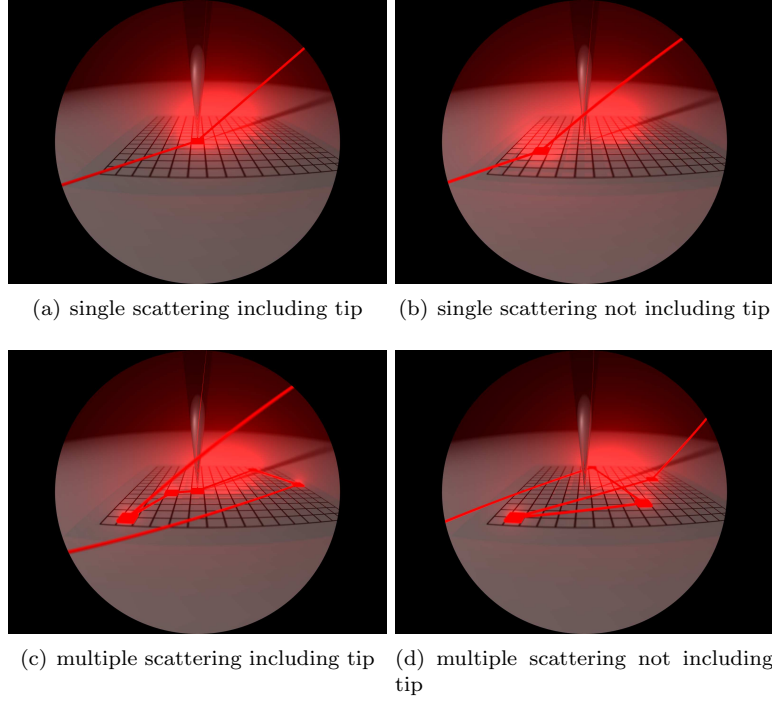 (a) single scattering including tip
(b) single scattering not including tip
(c) multiple scattering including tip
(d) multiple scattering not including
tip